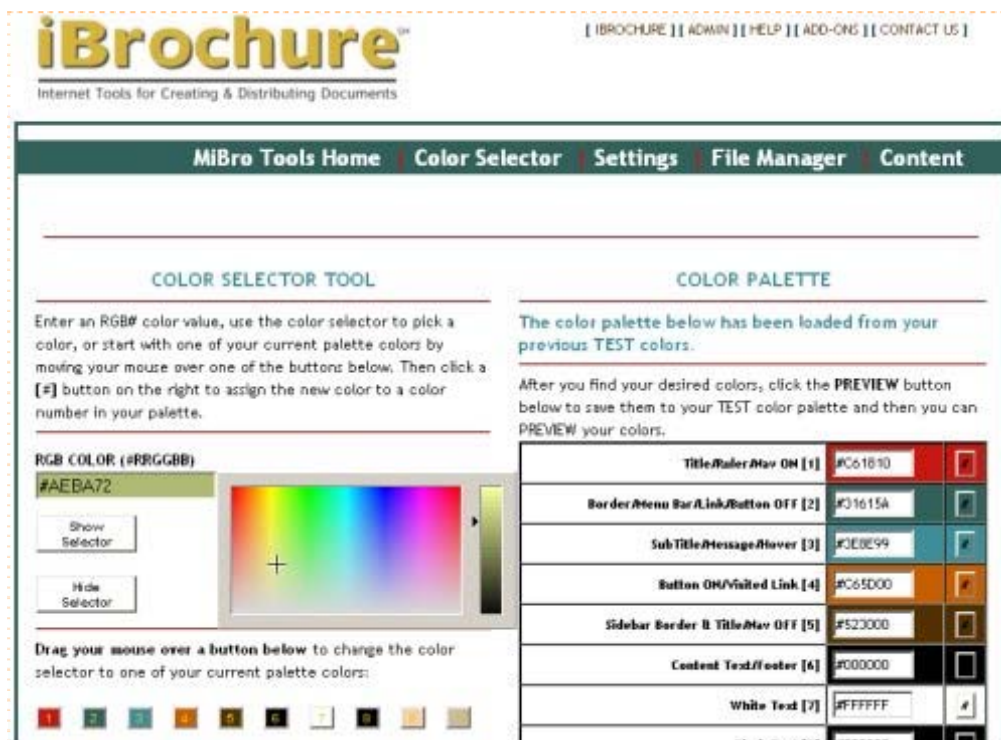 iBrochure™
Internet Tools for Creating & Distributing Documents
[ IBROCHURE ] [ ADMIN ] [ HELP ] [ ADD-ONS ] [ CONTACT US ]
MiBro Tools Home | Color Selector | Settings | File Manager | Content
COLOR SELECTOR TOOL
Enter an RGB# color value, use the color selector to pick a
color, or start with one of your current palette colors by
moving your mouse over one of the buttons below. Then click a
[#] button on the right to assign the new color to a color
number in your palette.
RGB COLOR (#RRGGBB)
#AEBA72
Show
Selector
Hide
Selector
Drag your mouse over a button below to change the color
selector to one of your current palette colors:
1 2 3 4 5 6 7 8
COLOR PALETTE
The color palette below has been loaded from your
previous TEST colors.
After you find your desired colors, click the PREVIEW button
below to save them to your TEST color palette and then you can
PREVIEW your colors.
Title/Ruler/Nav ON [1] #C61810 #
Border/Menu Bar/Link/Button OFF [2] #31615A #
SubTitle/Message/Hover [3] #3E8E99 #
Button ON/Visited Link [4] #C65D00 #
Sidebar Border & Title/Nav OFF [5] #523000 #
Content Text/Footer [6] #000000
White Text [7] #FFFFFF #